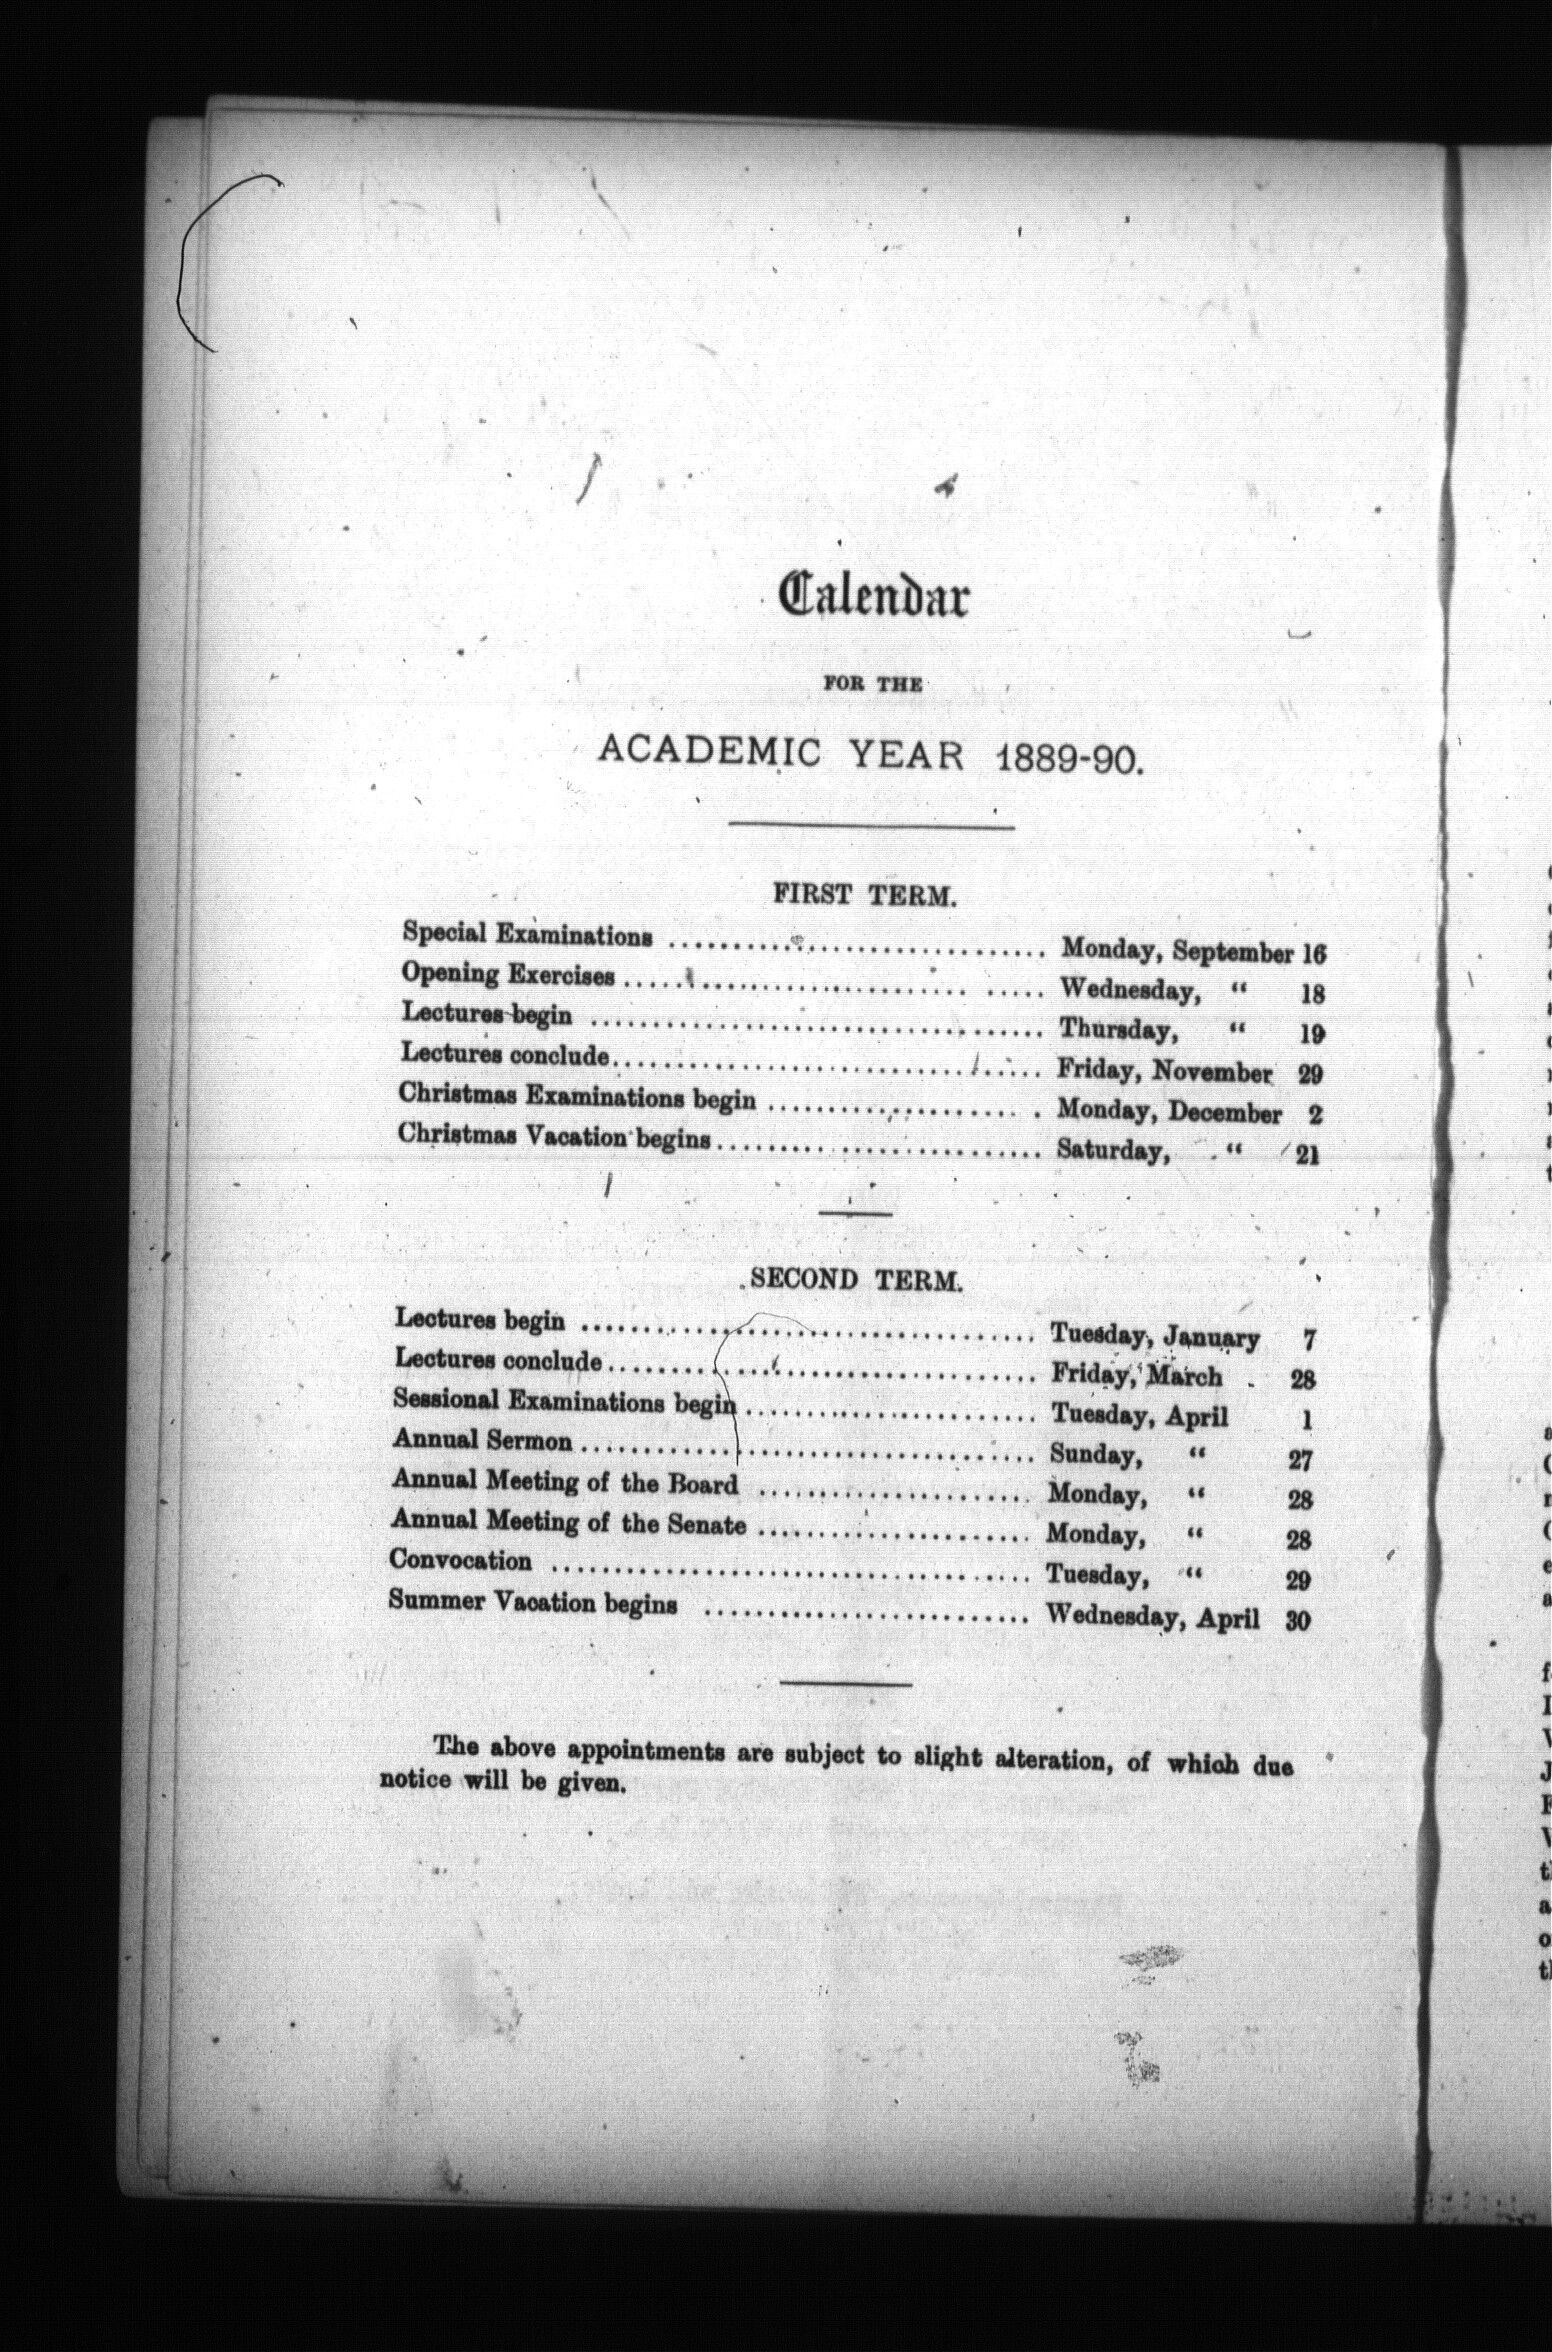 Calendar
FOR THE
ACADEMIC YEAR 1889-90.
FIRST TERM.
Special Examinations ............................. Monday, September 16
Opening Exercises ................................ Wednesday, “ 18
Lectures begin ................................... Thursday, “ 19
Lectures conclude................................. Friday, November 29
Christmas Examinations begin ..................... Monday, December 2
Christmas Vacation begins......................... Saturday, “ 21
SECOND TERM.
Lectures begin ................................... Tuesday, January 7
Lectures conclude................................. Friday, March 28
Sessional Examinations begin ..................... Tuesday, April 1
Annual Sermon .................................... Sunday, “ 27
Annual Meeting of the Board ...................... Monday, “ 28
Annual Meeting of the Senate ..................... Monday, “ 28
Convocation ...................................... Tuesday, “ 29
Summer Vacation begins ........................... Wednesday, April 30
The above appointments are subject to slight alteration, of which due
notice will be given.